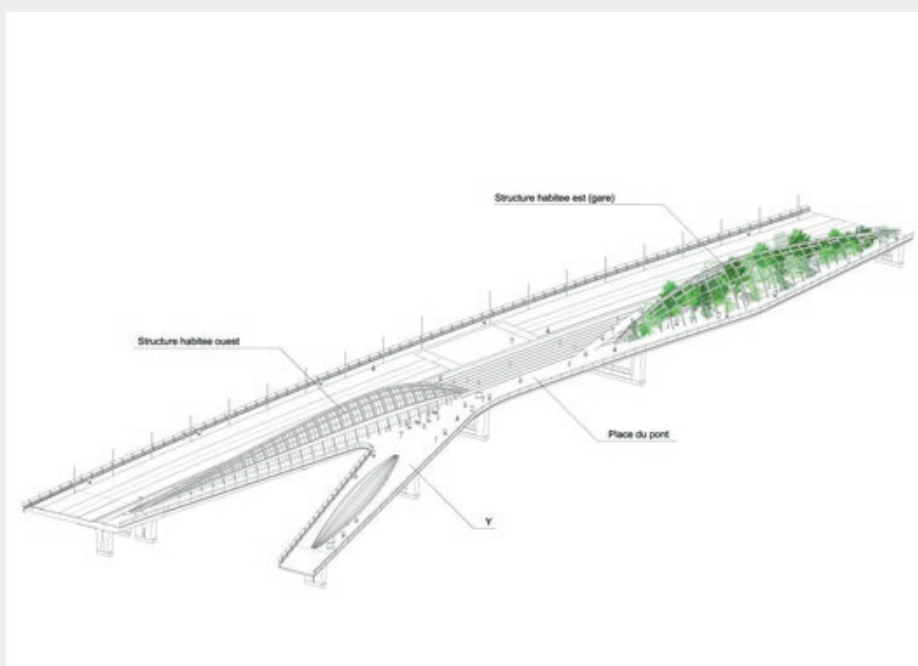 Structure habitee est (gare)
Structure habitee ouest
Place du pont
Y